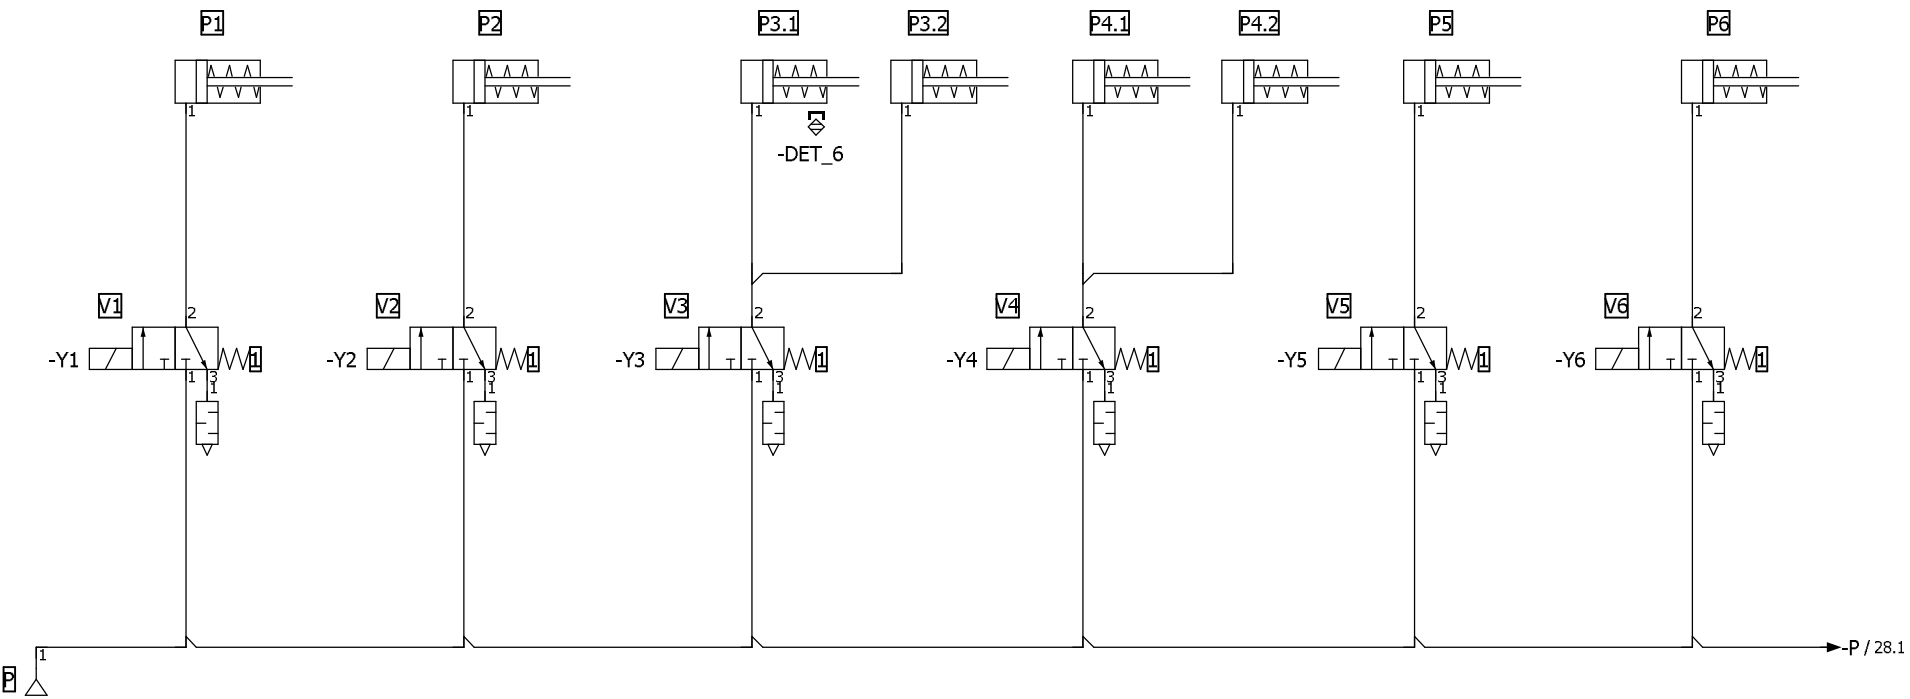 P1 P2 P3.1 P3.2 P4.1 P4.2 P5 P6
1 1 1 1 1 1 1 1
-DET_6
V1 V2 V3 V4 V5 V6
2 2 2 2 2 2
-Y1 1 -Y2 1 -Y3 1 -Y4 1 -Y5 1 -Y6 1
1 3 1 3 1 3 1 3 1 3 1 3
1 1 1 1 1 1
1 -P / 28.1
P